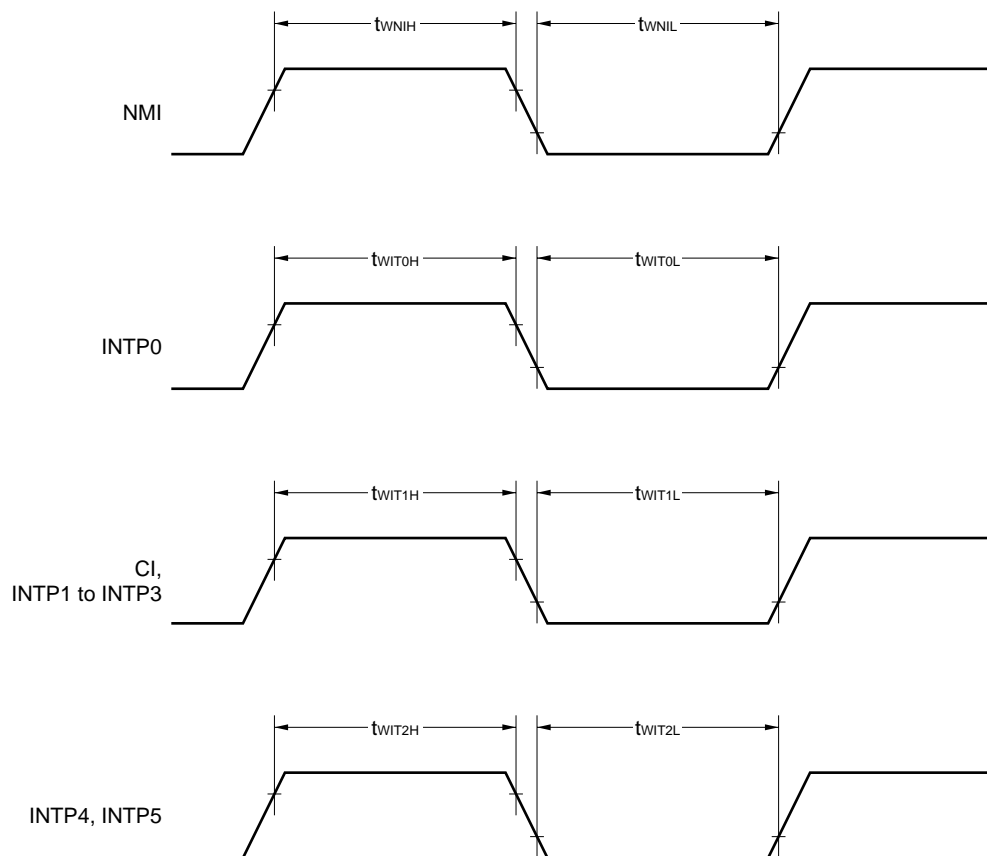 tWNIH
tWNIL
NMI
tWIT0H
tWIT0L
INTP0
tWIT1H
tWIT1L
CI,
INTP1 to INTP3
tWIT2H
tWIT2L
INTP4, INTP5